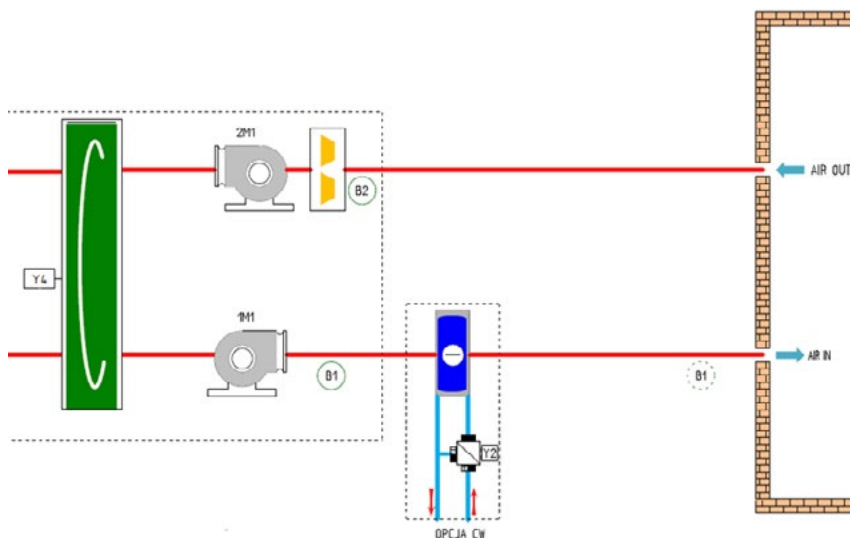 2M1
B2
AIR OUT
Y4
1M1
B1
B1
AIR IN
Y2
OPCJA CW